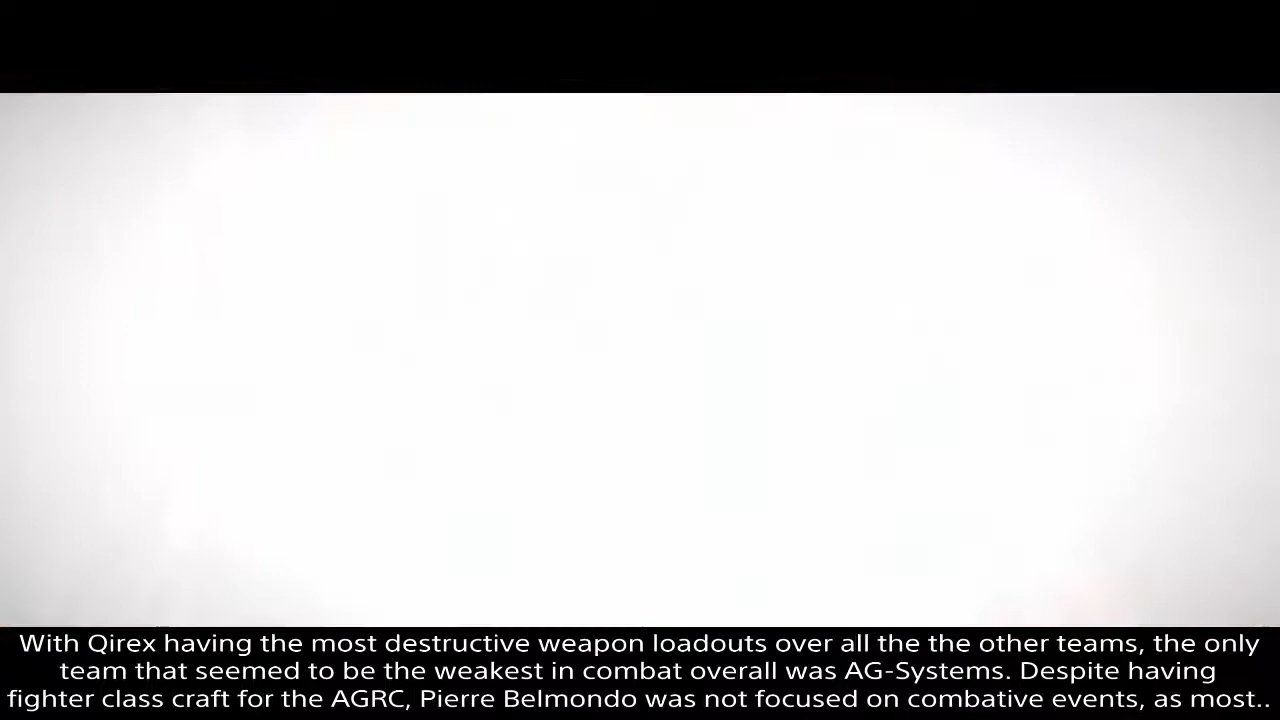 With Qirex having the most destructive weapon loadouts over all the the other teams, the only
team that seemed to be the weakest in combat overall was AG-Systems. Despite having
fighter class craft for the AGRC, Pierre Belmondo was not focused on combative events, as most..